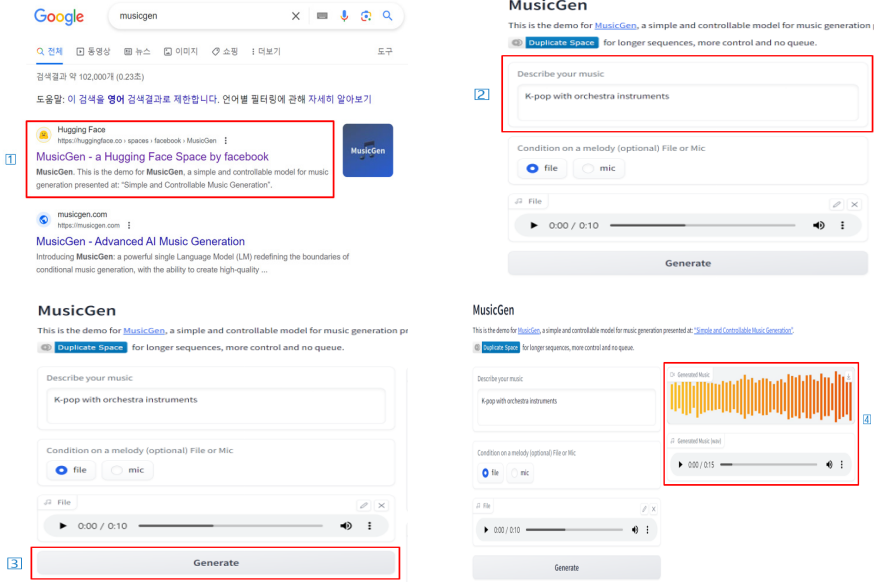 Google
musicgen
전체 동영상 뉴스 이미지 쇼핑 더보기 도구
검색결과 약 102,000개 (0.23초)
도움말: 이 검색을 영어 검색결과로 제한합니다. 언어별 필터링에 관해 자세히 알아보기
1
Hugging Face
https://huggingface.co › spaces › facebook › MusicGen
MusicGen - a Hugging Face Space by facebook
MusicGen. This is the demo for MusicGen, a simple and controllable model for music
generation presented at: "Simple and Controllable Music Generation".
MusicGen
musicgen.com
https://musicgen.com
MusicGen - Advanced AI Music Generation
Introducing MusicGen: a powerful single Language Model (LM) redefining the boundaries of
conditional music generation, with the ability to create high-quality ...
MusicGen
This is the demo for MusicGen, a simple and controllable model for music generation
Duplicate Space for longer sequences, more control and no queue.
2
Describe your music
K-pop with orchestra instruments
Condition on a melody (optional) File or Mic
file mic
File
0:00 / 0:10
Generate
MusicGen
This is the demo for MusicGen, a simple and controllable model for music generation pr
Duplicate Space for longer sequences, more control and no queue.
Describe your music
K-pop with orchestra instruments
Condition on a melody (optional) File or Mic
file mic
File
0:00 / 0:10
3
Generate
MusicGen
This is the demo for MusicGen, a simple and controllable model for music generation presented at: "Simple and Controllable Music Generation".
Duplicate Space for longer sequences, more control and no queue.
Describe your music
K-pop with orchestra instruments
Condition on a melody (optional) File or Mic
file mic
File
0:00 / 0:10
Generate
Generated Music
4
Generated Music (wav)
0:00 / 0:15